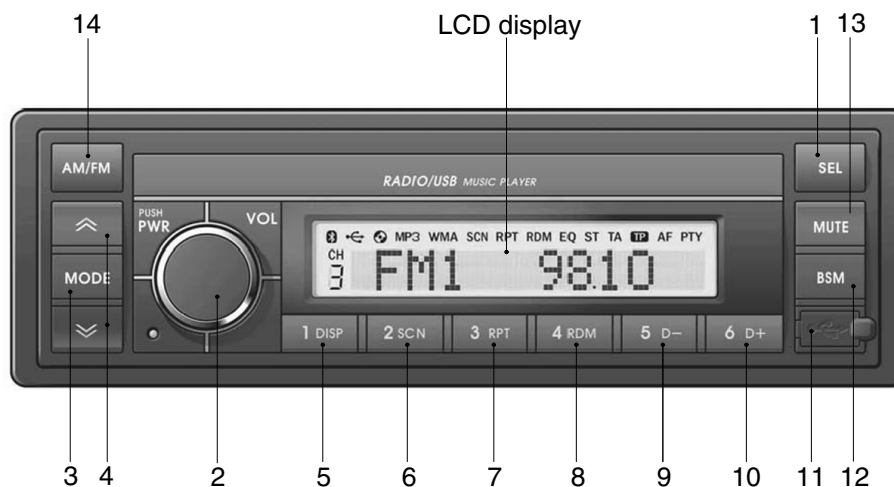 14 LCD display 1 13
AM/FM SEL
RADIO/USB MUSIC PLAYER
PUSH
PWR VOL MUTE
MP3 WMA SCN RPT RDM EQ ST TA TP AF PTY
CH
3 FM1 98.10
MODE BSM
1 DISP 2 SCN 3 RPT 4 RDM 5 D− 6 D+
3 4 2 5 6 7 8 9 10 11 12